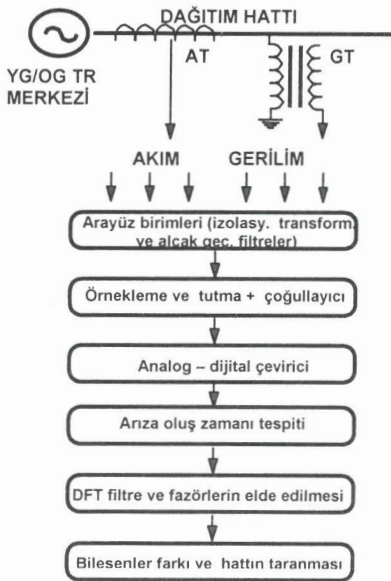 DAĞITIM HATTI
AT
GT
YG/OG TR
MERKEZİ
AKIM
GERİLİM
Arayüz birimleri (izolasy. transform.
ve alcak geç. filtreler)
Örnekleme ve tutma + çoğullayıcı
Analog – dijital çevirici
Arıza oluş zamanı tespiti
DFT filtre ve fazörlerin elde edilmesi
Bilesenler farkı ve hattın taranması